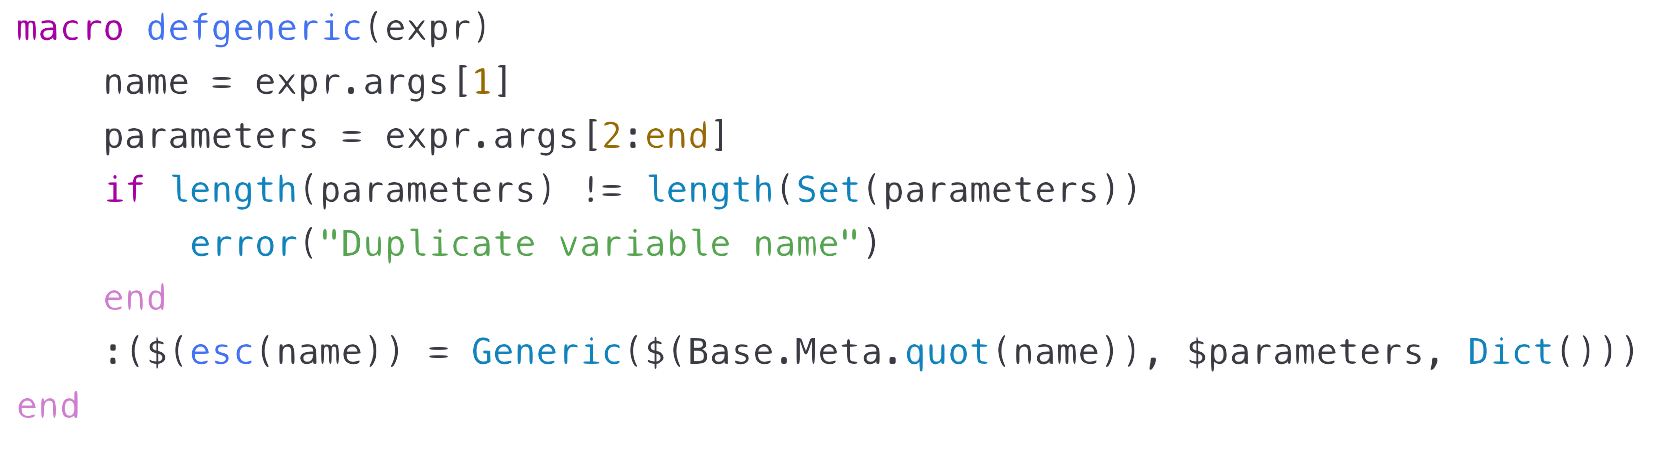 macro defgeneric(expr)
    name = expr.args[1]
    parameters = expr.args[2:end]
    if length(parameters) != length(Set(parameters))
        error("Duplicate variable name")
    end
    :($(esc(name)) = Generic($(Base.Meta.quot(name)), $parameters, Dict()))
end